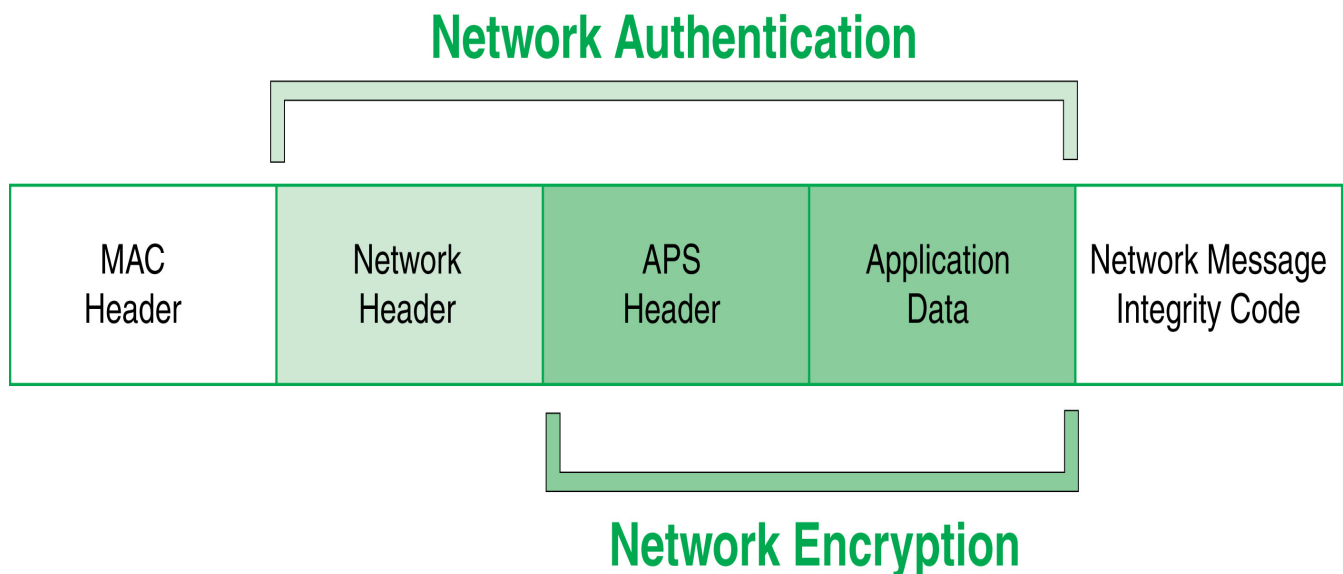 Network Authentication
MAC
Header
Network
Header
APS
Header
Application
Data
Network Message
Integrity Code
Network Encryption